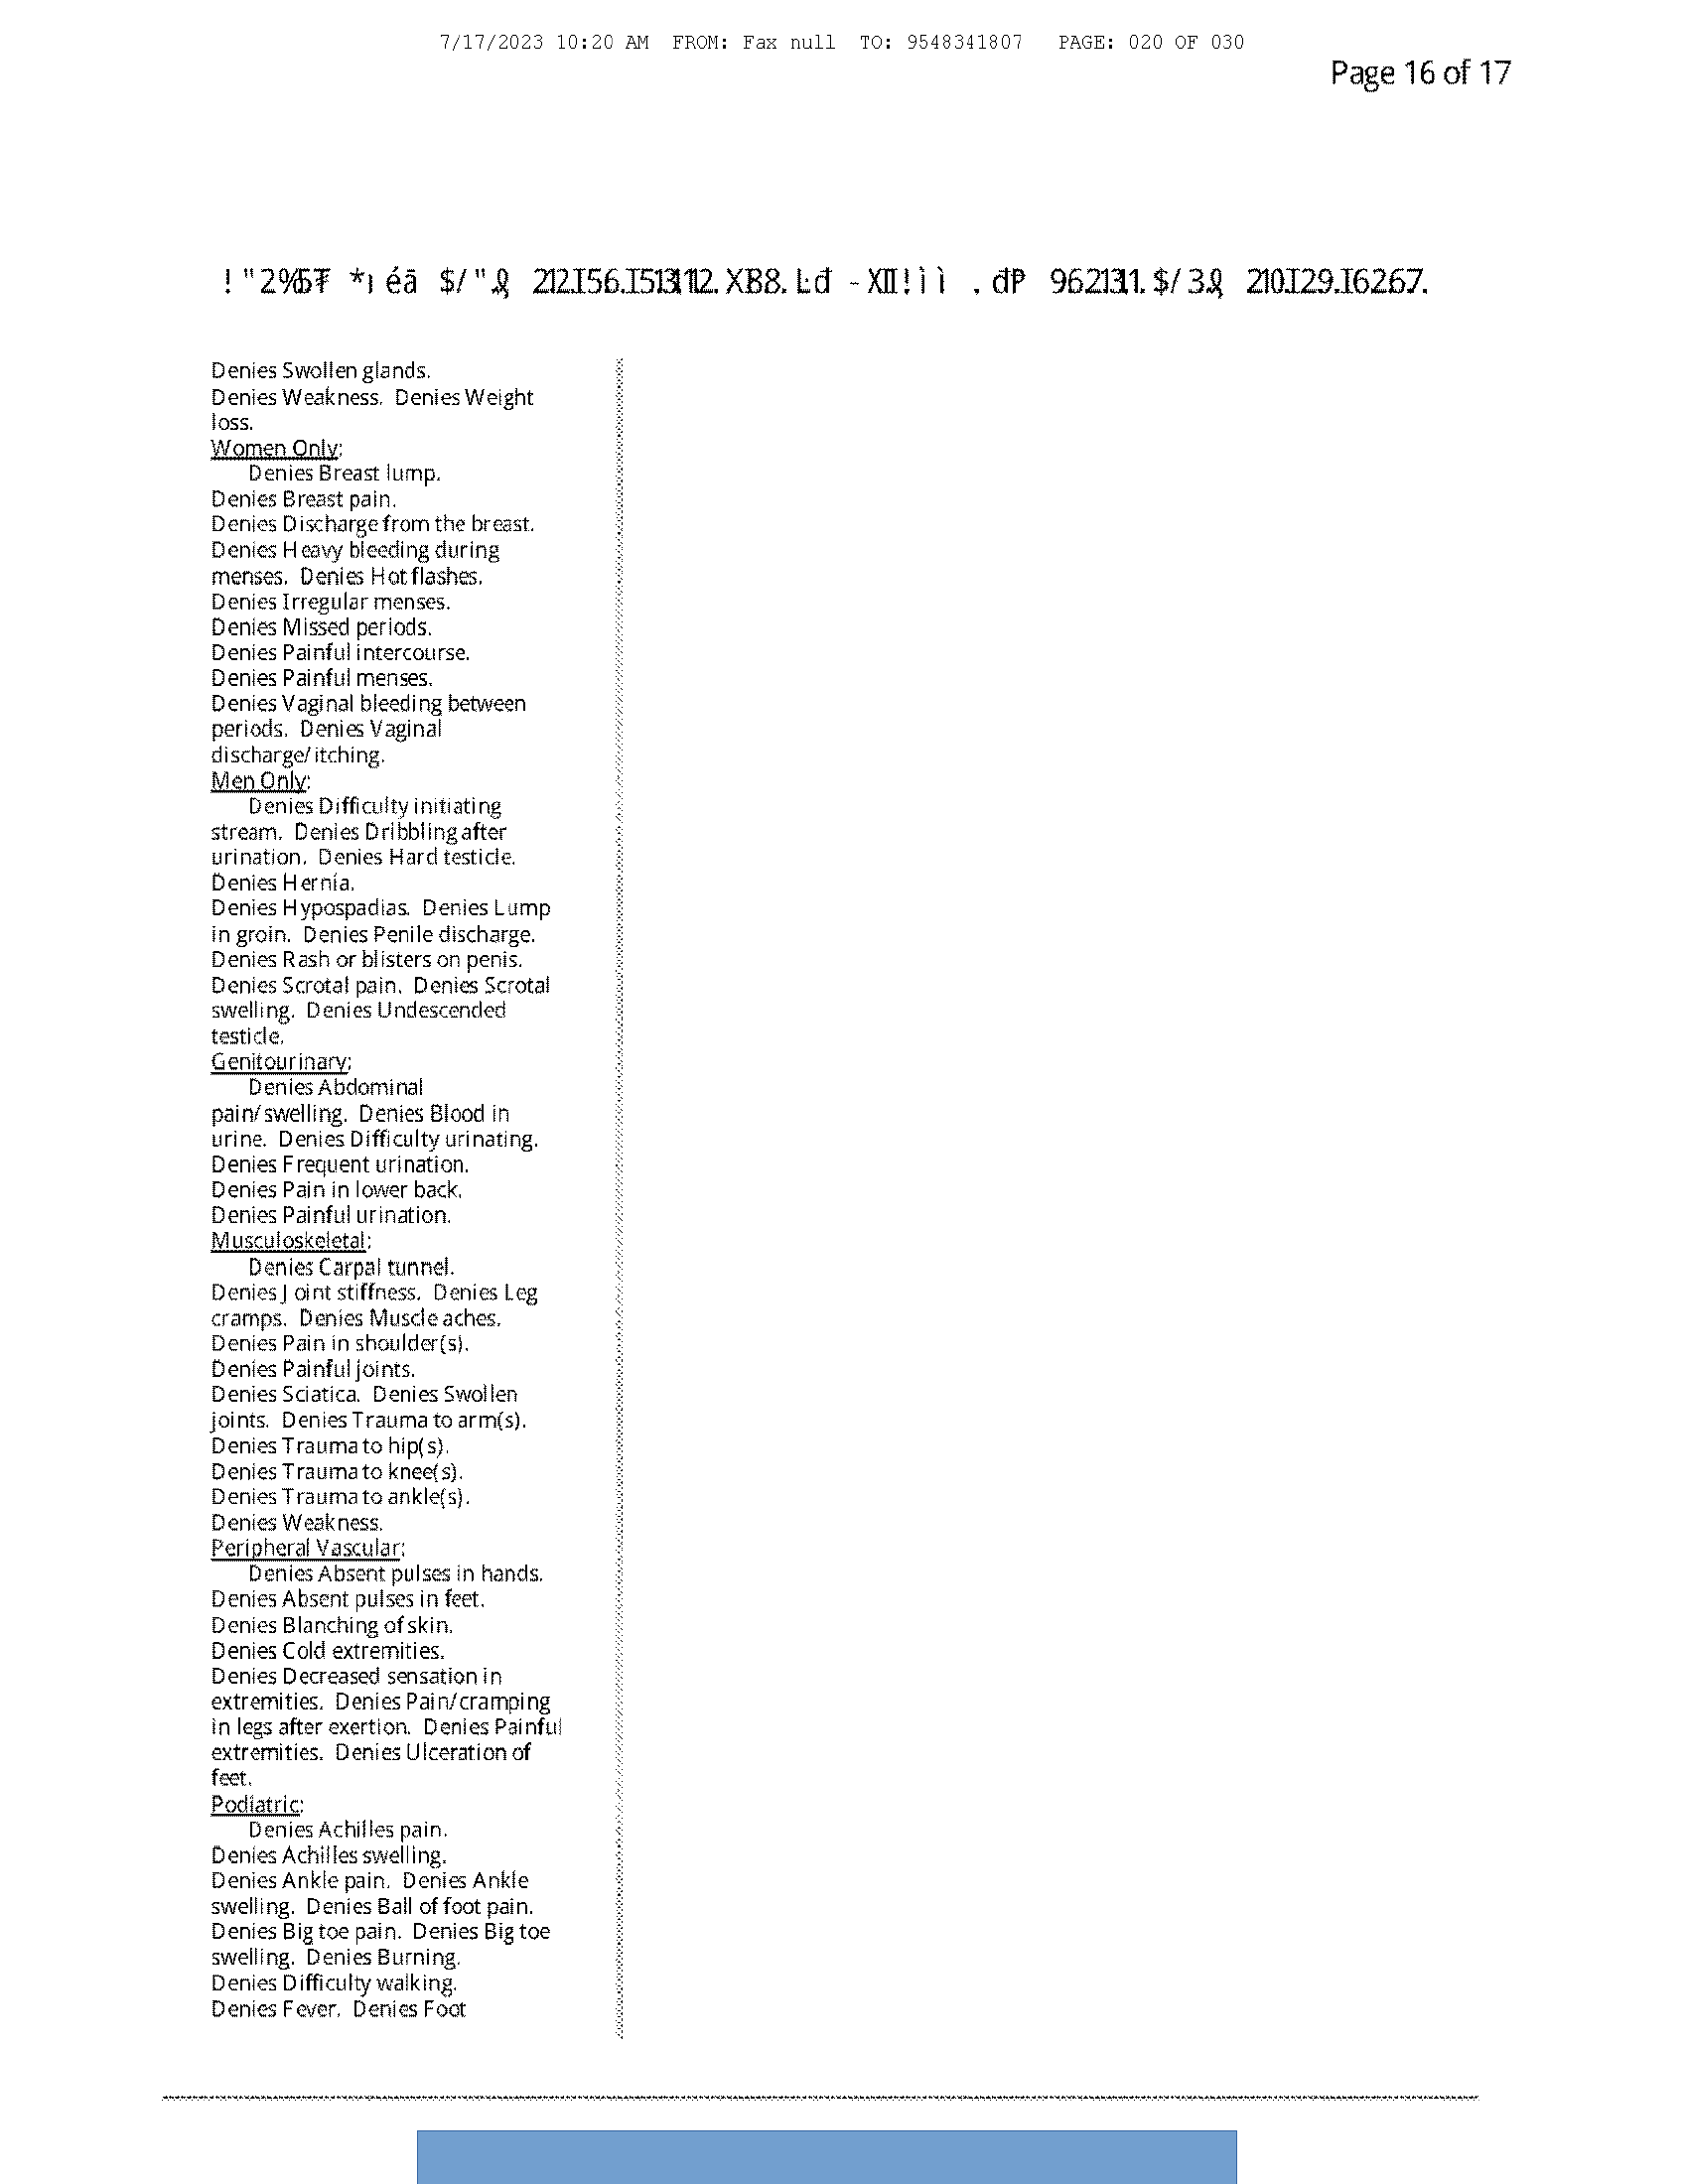 7/17/2023 10:20 AM FROM: Fax null TO: 9548341807 PAGE: 020 OF 030
Page 16 of 17
Denies Swollen glands.
Denies Weakness. Denies Weight
loss.
Women Only:
Denies Breast lump.
Denies Breast pain.
Denies Discharge from the breast.
Denies Heavy bleeding during
menses. Denies Hot flashes.
Denies Irregular menses.
Denies Missed periods.
Denies Painful intercourse.
Denies Painful menses.
Denies Vaginal bleeding between
periods. Denies Vaginal
discharge/itching.
Men Only:
Denies Difficulty initiating
stream. Denies Dribbling after
urination. Denies Hard testicle.
Denies Hernia.
Denies Hypospadias. Denies Lump
in groin. Denies Penile discharge.
Denies Rash or blisters on penis.
Denies Scrotal pain. Denies Scrotal
swelling. Denies Undescended
testicle.
Genitourinary:
Denies Abdominal
pain/swelling. Denies Blood in
urine. Denies Difficulty urinating.
Denies Frequent urination.
Denies Pain in lower back.
Denies Painful urination.
Musculoskeletal:
Denies Carpal tunnel.
Denies Joint stiffness. Denies Leg
cramps. Denies Muscle aches.
Denies Pain in shoulder(s).
Denies Painful joints.
Denies Sciatica. Denies Swollen
joints. Denies Trauma to arm(s).
Denies Trauma to hip(s).
Denies Trauma to knee(s).
Denies Trauma to ankle(s).
Denies Weakness.
Peripheral Vascular:
Denies Absent pulses in hands.
Denies Absent pulses in feet.
Denies Blanching of skin.
Denies Cold extremities.
Denies Decreased sensation in
extremities. Denies Pain/cramping
in legs after exertion. Denies Painful
extremities. Denies Ulceration of
feet.
Podiatric:
Denies Achilles pain.
Denies Achilles swelling.
Denies Ankle pain. Denies Ankle
swelling. Denies Ball of foot pain.
Denies Big toe pain. Denies Big toe
swelling. Denies Burning.
Denies Difficulty walking.
Denies Fever. Denies Foot